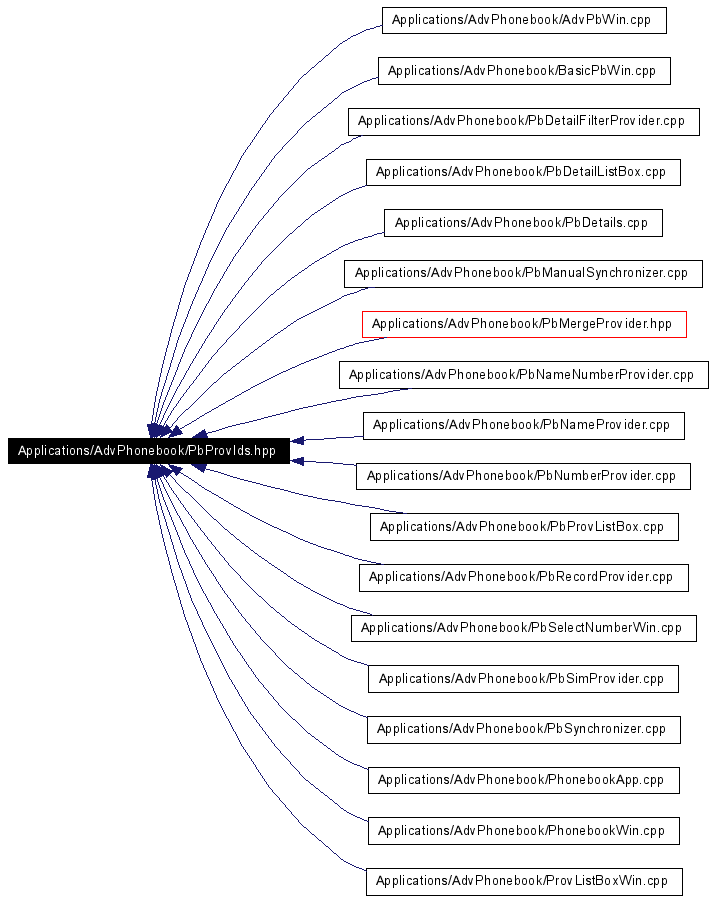 Applications/AdvPhonebook/AdvPbWin.cpp
Applications/AdvPhonebook/BasicPbWin.cpp
Applications/AdvPhonebook/PbDetailFilterProvider.cpp
Applications/AdvPhonebook/PbDetailListBox.cpp
Applications/AdvPhonebook/PbDetails.cpp
Applications/AdvPhonebook/PbManualSynchronizer.cpp
Applications/AdvPhonebook/PbMergeProvider.hpp
Applications/AdvPhonebook/PbNameNumberProvider.cpp
Applications/AdvPhonebook/PbNameProvider.cpp
Applications/AdvPhonebook/PbProvIds.hpp
Applications/AdvPhonebook/PbNumberProvider.cpp
Applications/AdvPhonebook/PbProvListBox.cpp
Applications/AdvPhonebook/PbRecordProvider.cpp
Applications/AdvPhonebook/PbSelectNumberWin.cpp
Applications/AdvPhonebook/PbSimProvider.cpp
Applications/AdvPhonebook/PbSynchronizer.cpp
Applications/AdvPhonebook/PhonebookApp.cpp
Applications/AdvPhonebook/PhonebookWin.cpp
Applications/AdvPhonebook/ProvListBoxWin.cpp